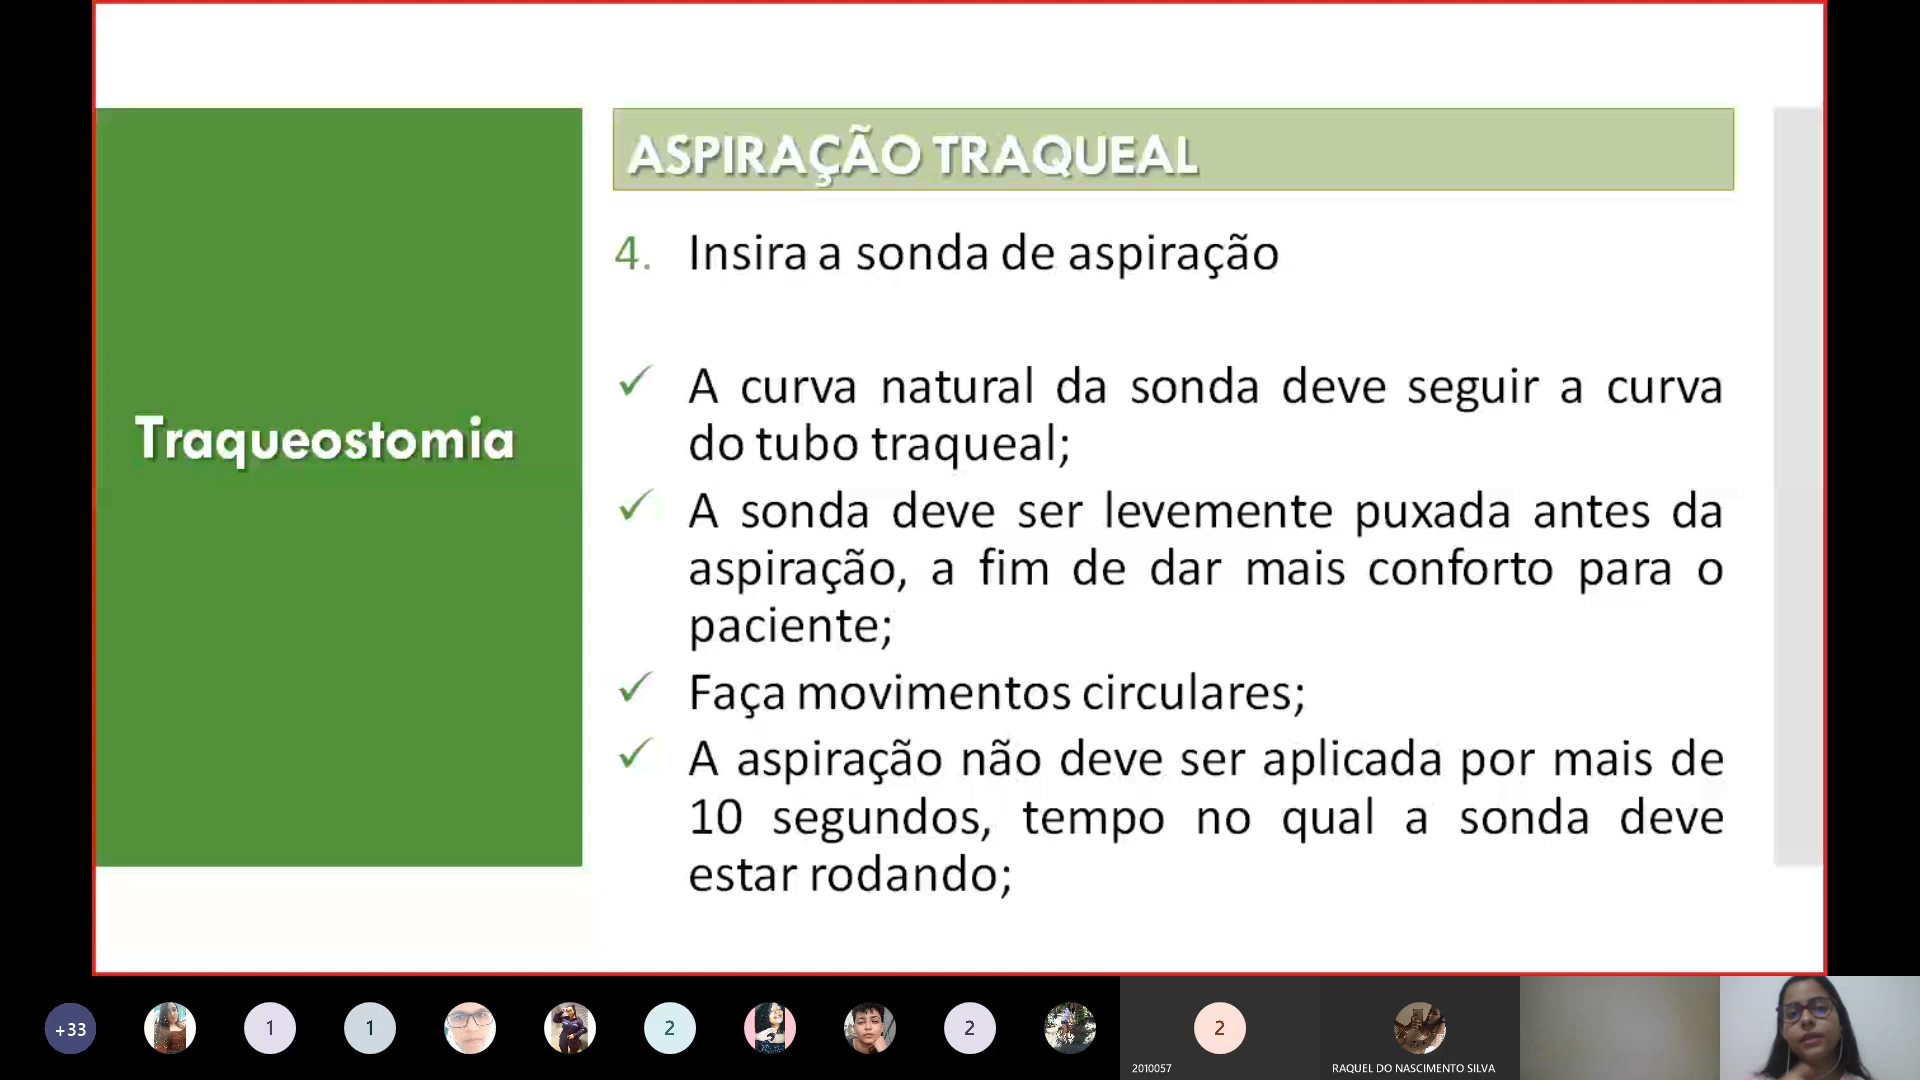 ASPIRAÇÃO TRAQUEAL
Traqueostomia
4. Insira a sonda de aspiração
✓ A curva natural da sonda deve seguir a curva
do tubo traqueal;
✓ A sonda deve ser levemente puxada antes da
aspiração, a fim de dar mais conforto para o
paciente;
✓ Faça movimentos circulares;
✓ A aspiração não deve ser aplicada por mais de
10 segundos, tempo no qual a sonda deve
estar rodando;
+33
1
1
2
2
2
2010057
RAQUEL DO NASCIMENTO SILVA